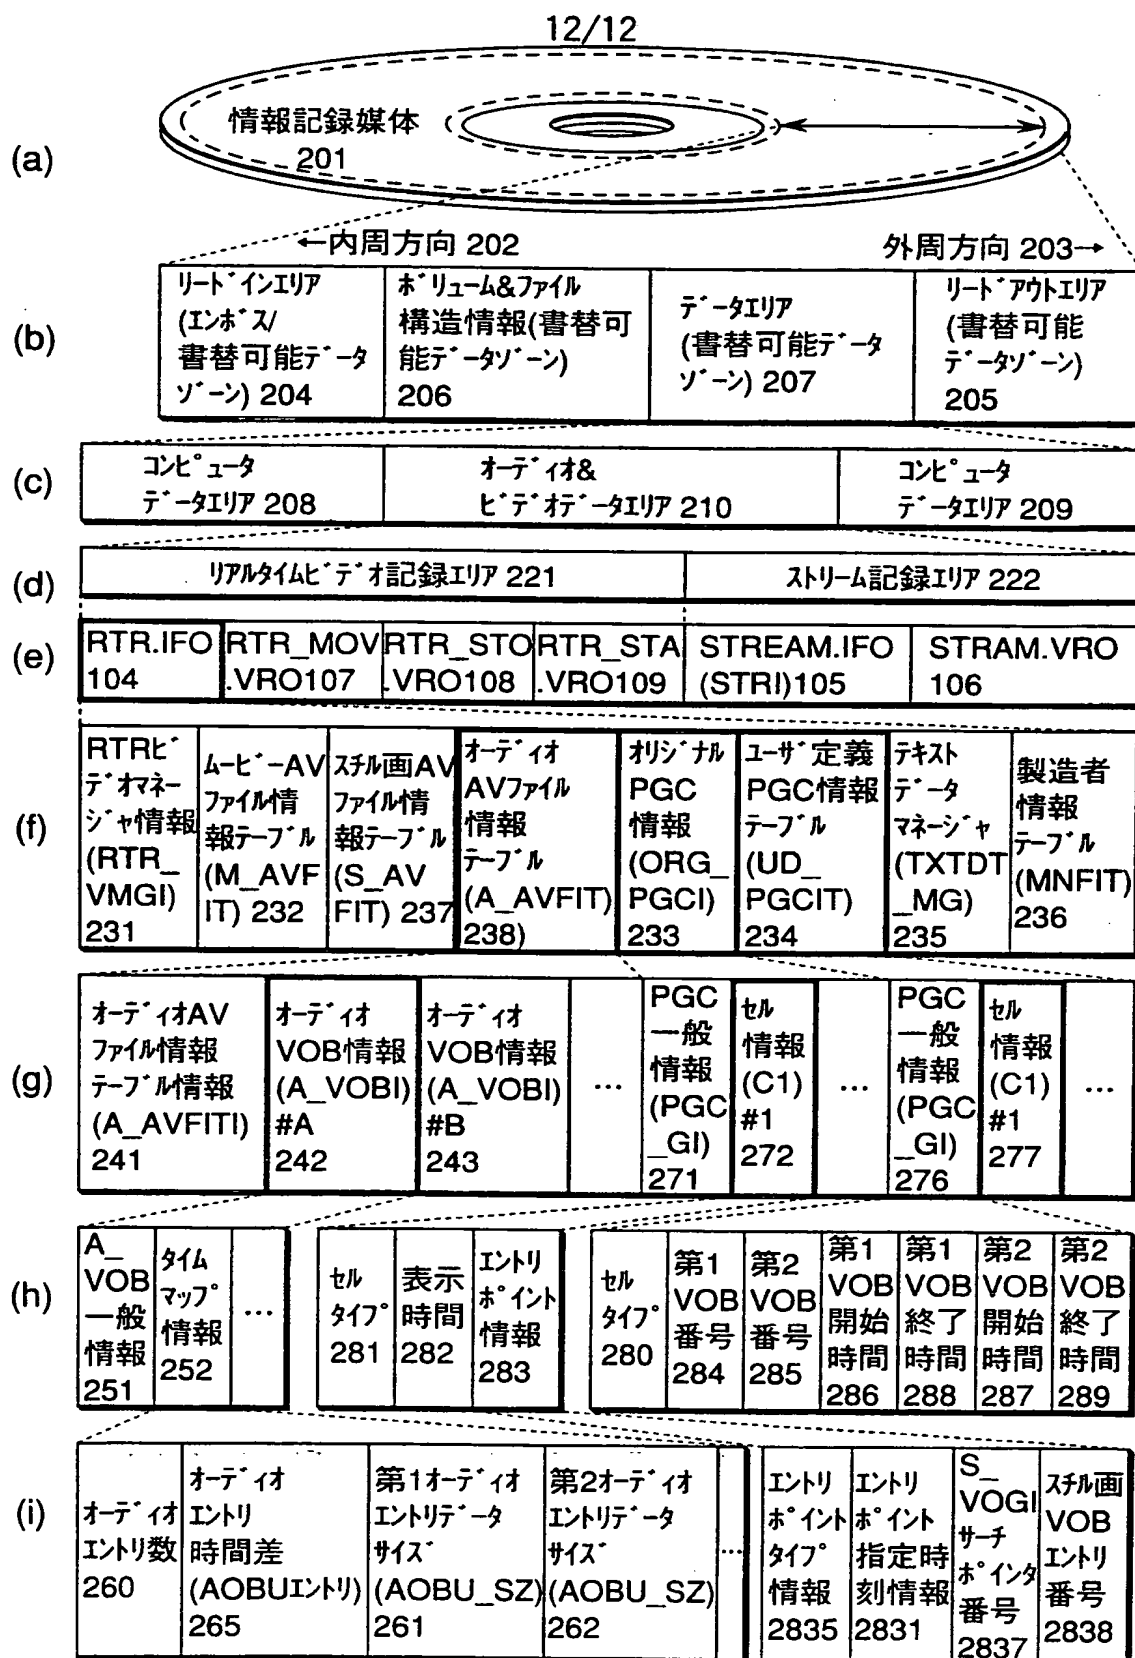 12/12
(a)
情報記録媒体
201
←内周方向 202
外周方向 203→
(b)
リードインエリア
(エンボス/
書替可能データ
ゾーン) 204
ボリューム&ファイル
構造情報(書替可
能データゾーン)
206
データエリア
(書替可能データ
ゾーン) 207
リードアウトエリア
(書替可能
データゾーン)
205
(c)
コンピュータ
データエリア 208
オーディオ&
ビデオデータエリア 210
コンピュータ
データエリア 209
(d)
リアルタイムビデオ記録エリア 221
ストリーム記録エリア 222
(e)
RTR.IFO
104
RTR_MOV
.VRO107
RTR_STO
.VRO108
RTR_STA
.VRO109
STREAM.IFO
(STRI)105
STRAM.VRO
106
(f)
RTRビ
デオマネー
ジャ情報
(RTR_
VMGI)
231
ムービーAV
ファイル情
報テーブル
(M_AVF
IT) 232
スチル画AV
ファイル情
報テーブル
(S_AV
FIT) 237
オーディオ
AVファイル
情報
テーブル
(A_AVFIT)
238)
オリジナル
PGC
情報
(ORG_
PGCI)
233
ユーザ定義
PGC情報
テーブル
(UD_
PGCIT)
234
テキスト
データ
マネージャ
(TXTDT
_MG)
235
製造者
情報
テーブル
(MNFIT)
236
(g)
オーディオAV
ファイル情報
テーブル情報
(A_AVFITI)
241
オーディオ
VOB情報
(A_VOBI)
#A
242
オーディオ
VOB情報
(A_VOBI)
#B
243
…
PGC
一般
情報
(PGC
_GI)
271
セル
情報
(C1)
#1
272
…
PGC
一般
情報
(PGC
_GI)
276
セル
情報
(C1)
#1
277
…
(h)
A_
VOB
一般
情報
251
タイム
マップ
情報
252
…
セル
タイプ
281
表示
時間
282
エントリ
ポイント
情報
283
セル
タイプ
280
第1
VOB
番号
284
第2
VOB
番号
285
第1
VOB
開始
時間
286
第1
VOB
終了
時間
288
第2
VOB
開始
時間
287
第2
VOB
終了
時間
289
(i)
オーディオ
エントリ数
260
オーディオ
エントリ
時間差
(AOBUエントリ)
265
第1オーディオ
エントリデータ
サイズ
(AOBU_SZ)
261
第2オーディオ
エントリデータ
サイズ
(AOBU_SZ)
262
…
エントリ
ポイント
タイプ
情報
2835
エントリ
ポイント
指定時
刻情報
2831
S_
VOGI
サーチ
ポインタ
番号
2837
スチル画
VOB
エントリ
番号
2838